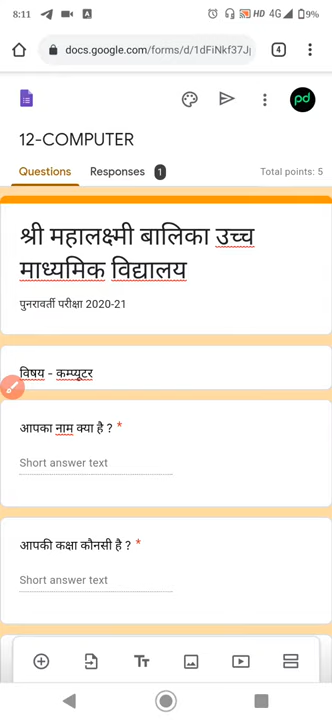 8:11 HD 4G 9%
docs.google.com/forms/d/1dFiNkf37J 4
pd
12-COMPUTER
Questions Responses 1 Total points: 5
श्री महालक्ष्मी बालिका उच्च
माध्यमिक विद्यालय
पुनरावर्ती परीक्षा 2020-21
विषय - कम्प्यूटर
आपका नाम क्या है ? *
Short answer text
आपकी कक्षा कौनसी है ? *
Short answer text
Tт